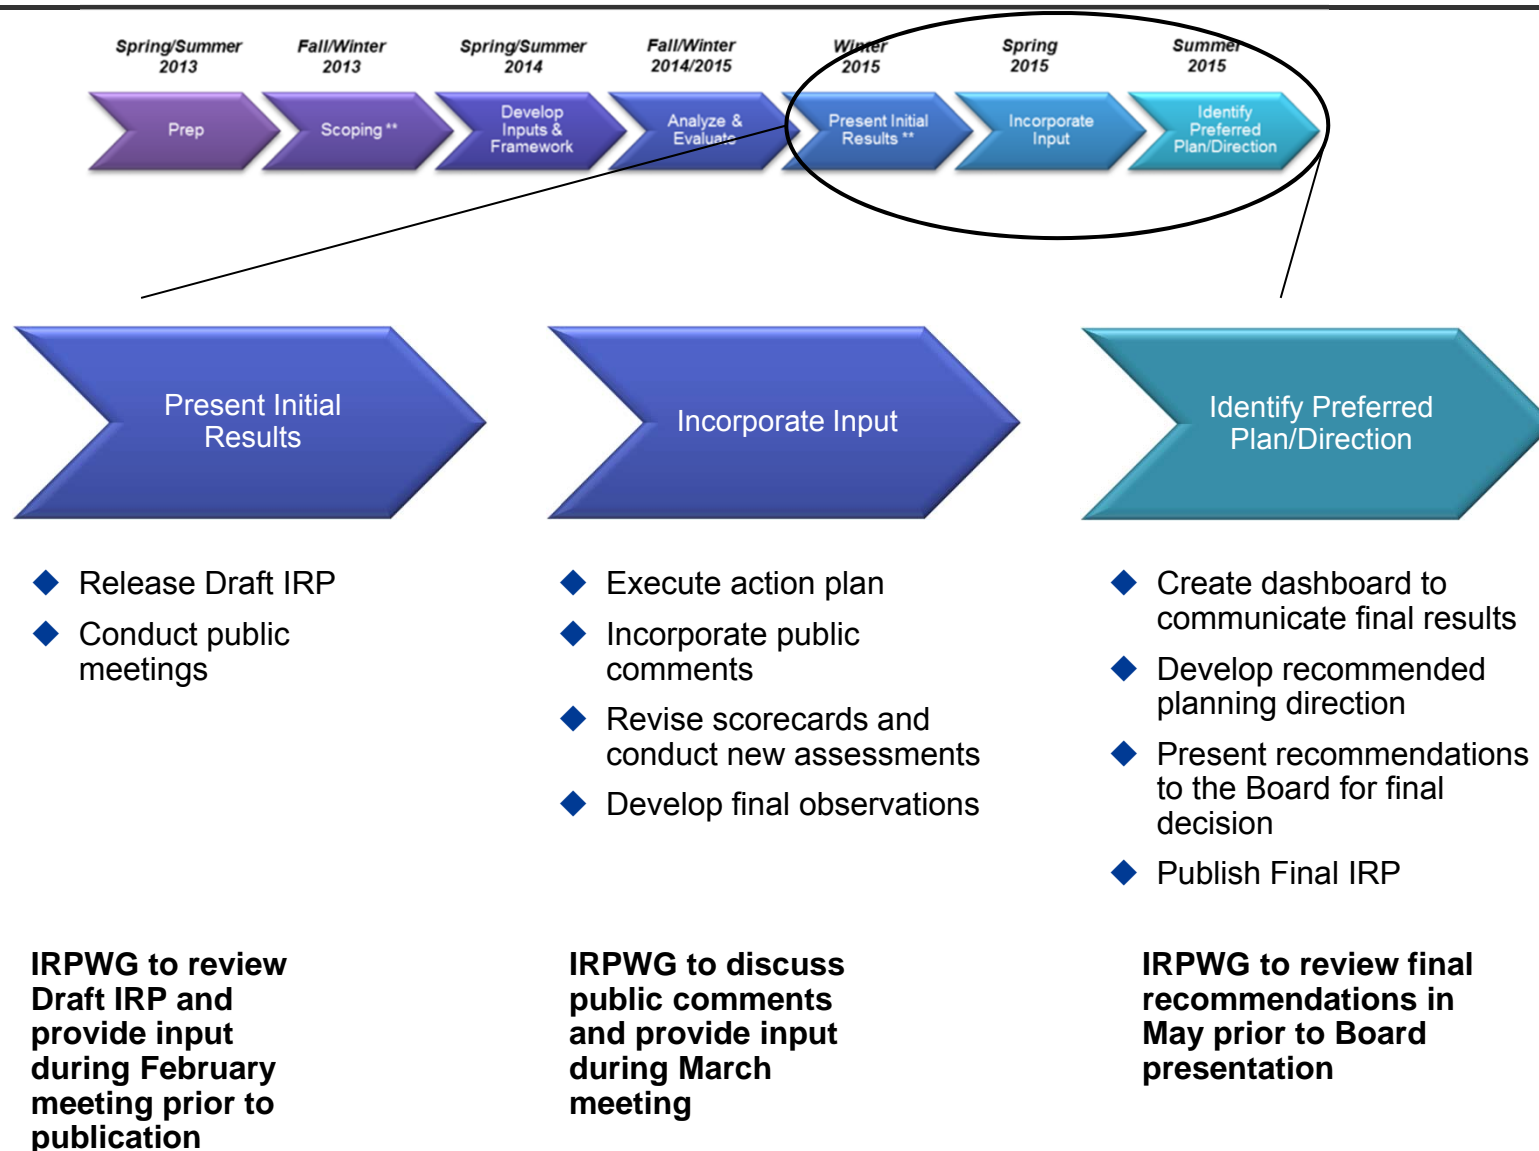 Spring/Summer
2013
Fall/Winter
2013
Spring/Summer
2014
Fall/Winter
2014/2015
Winter
2015
Spring
2015
Summer
2015
Prep
Scoping **
Develop
Inputs &
Framework
Analyze &
Evaluate
Present Initial
Results **
Incorporate
Input
Identify
Preferred
Plan/Direction
Present Initial
Results
Incorporate Input
Identify Preferred
Plan/Direction
Release Draft IRP
Conduct public
meetings
Execute action plan
Incorporate public
comments
Revise scorecards and
conduct new assessments
Develop final observations
Create dashboard to
communicate final results
Develop recommended
planning direction
Present recommendations
to the Board for final
decision
Publish Final IRP
IRPWG to review
Draft IRP and
provide input
during February
meeting prior to
publication
IRPWG to discuss
public comments
and provide input
during March
meeting
IRPWG to review final
recommendations in
May prior to Board
presentation